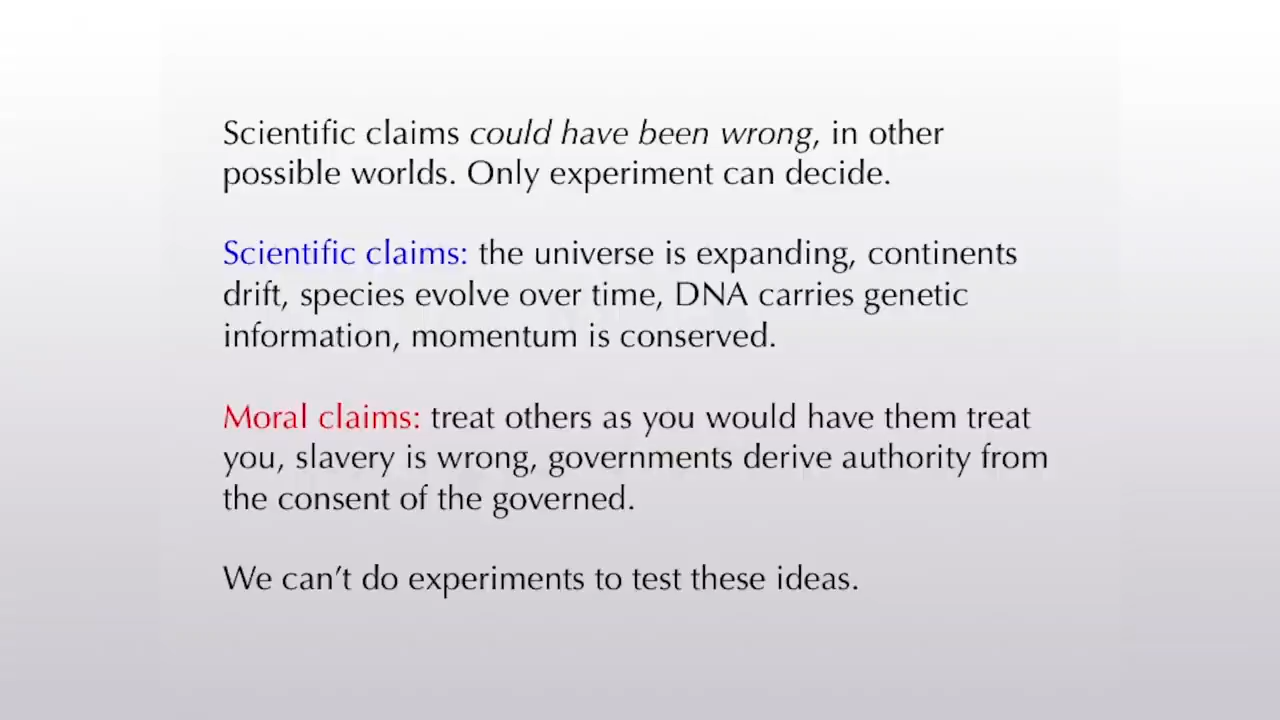 Scientific claims could have been wrong, in other
possible worlds. Only experiment can decide.
Scientific claims: the universe is expanding, continents
drift, species evolve over time, DNA carries genetic
information, momentum is conserved.
Moral claims: treat others as you would have them treat
you, slavery is wrong, governments derive authority from
the consent of the governed.
We can’t do experiments to test these ideas.